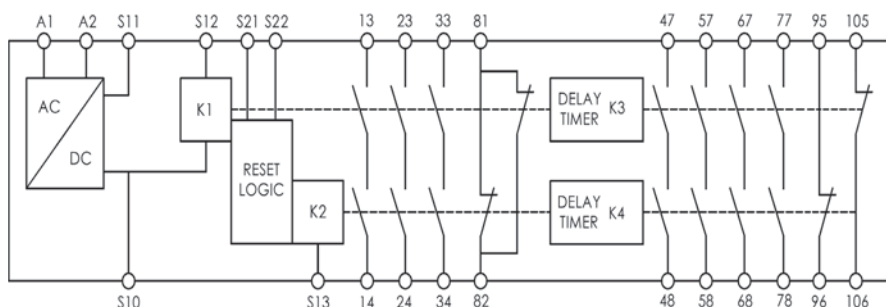 A1 A2 S11 S12 S21 S22 13 23 33 81 47 57 67 77 95 105
AC
DC
K1
RESET
LOGIC
K2
DELAY
TIMER K3
DELAY
TIMER K4
S10 S13 14 24 34 82 48 58 68 78 96 106